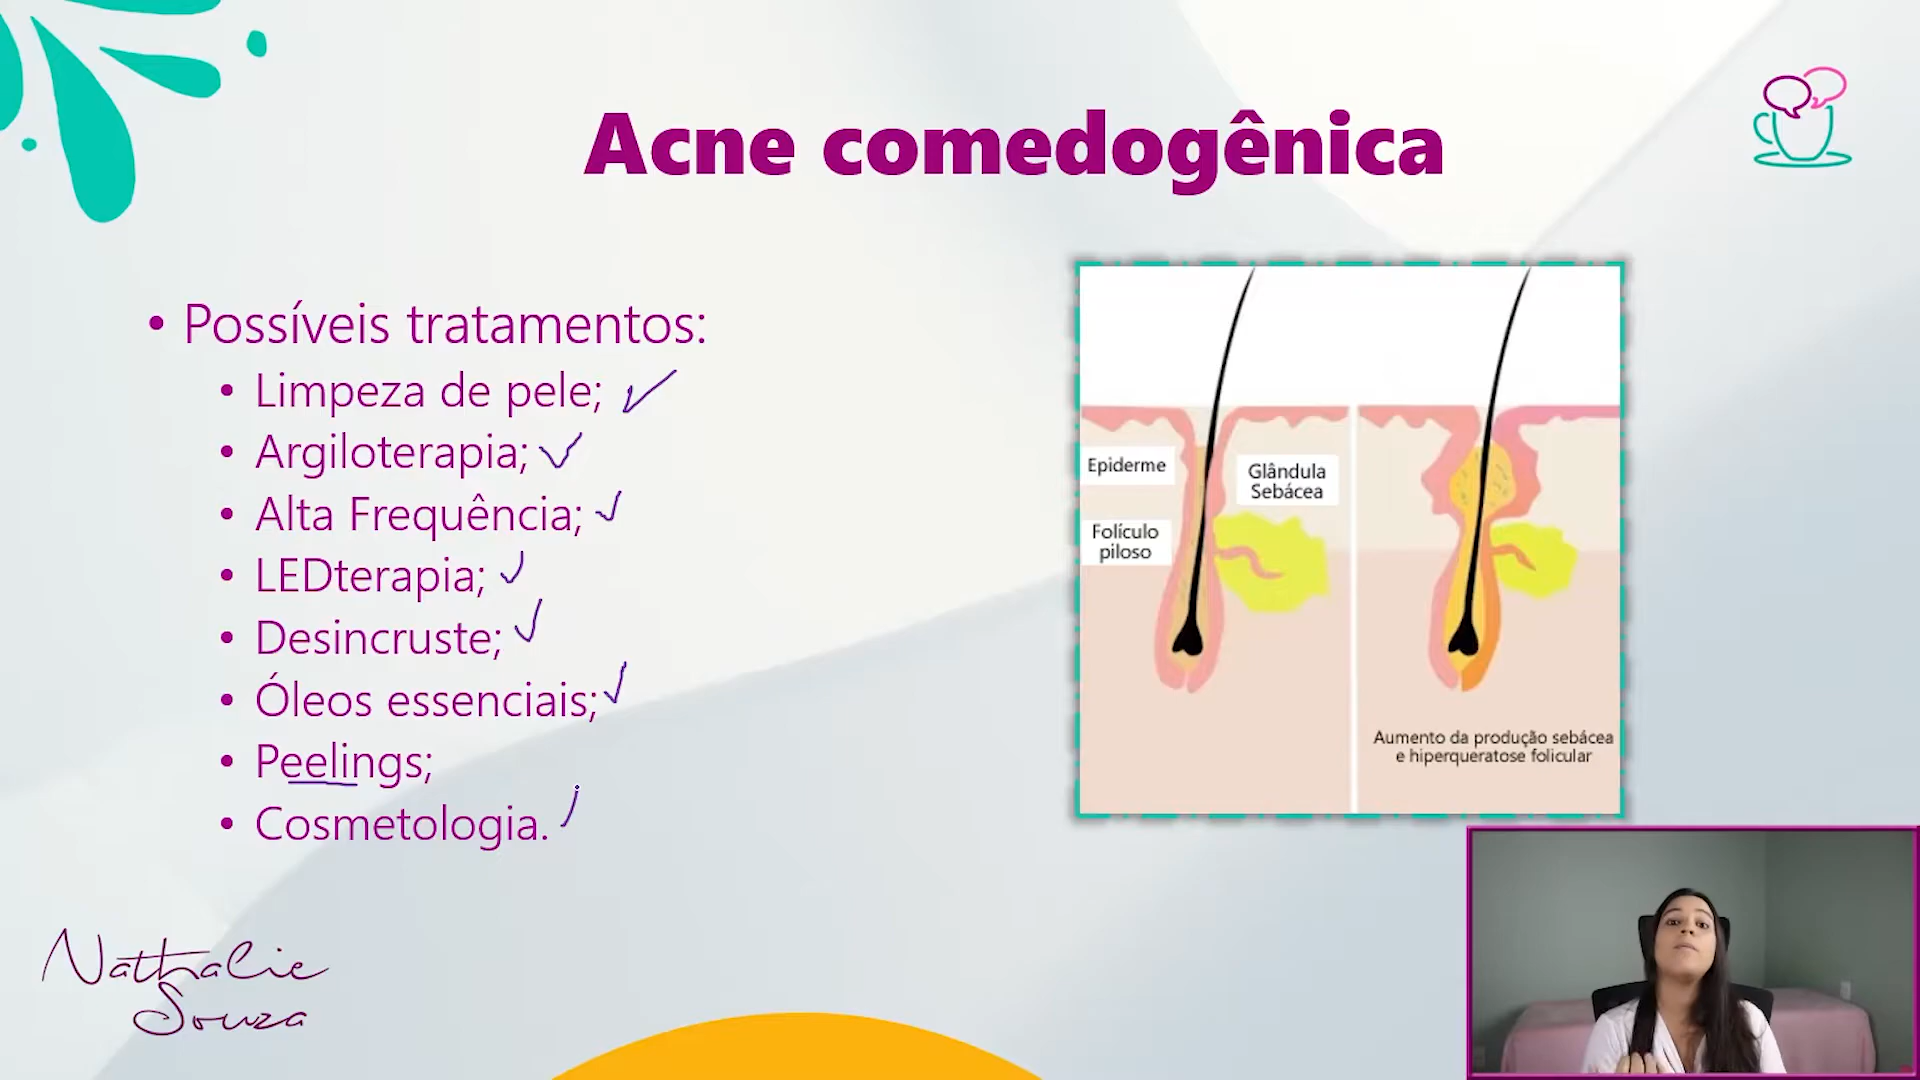 Acne comedogênica
• Possíveis tratamentos:
• Limpeza de pele;
• Argiloterapia;
• Alta Frequência;
• LEDterapia;
• Desincruste;
• Óleos essenciais;
• Peelings;
• Cosmetologia.
Epiderme
Glândula
Sebácea
Folículo
piloso
Aumento da produção sebácea
e hiperqueratose folicular
Nathalie
Souza